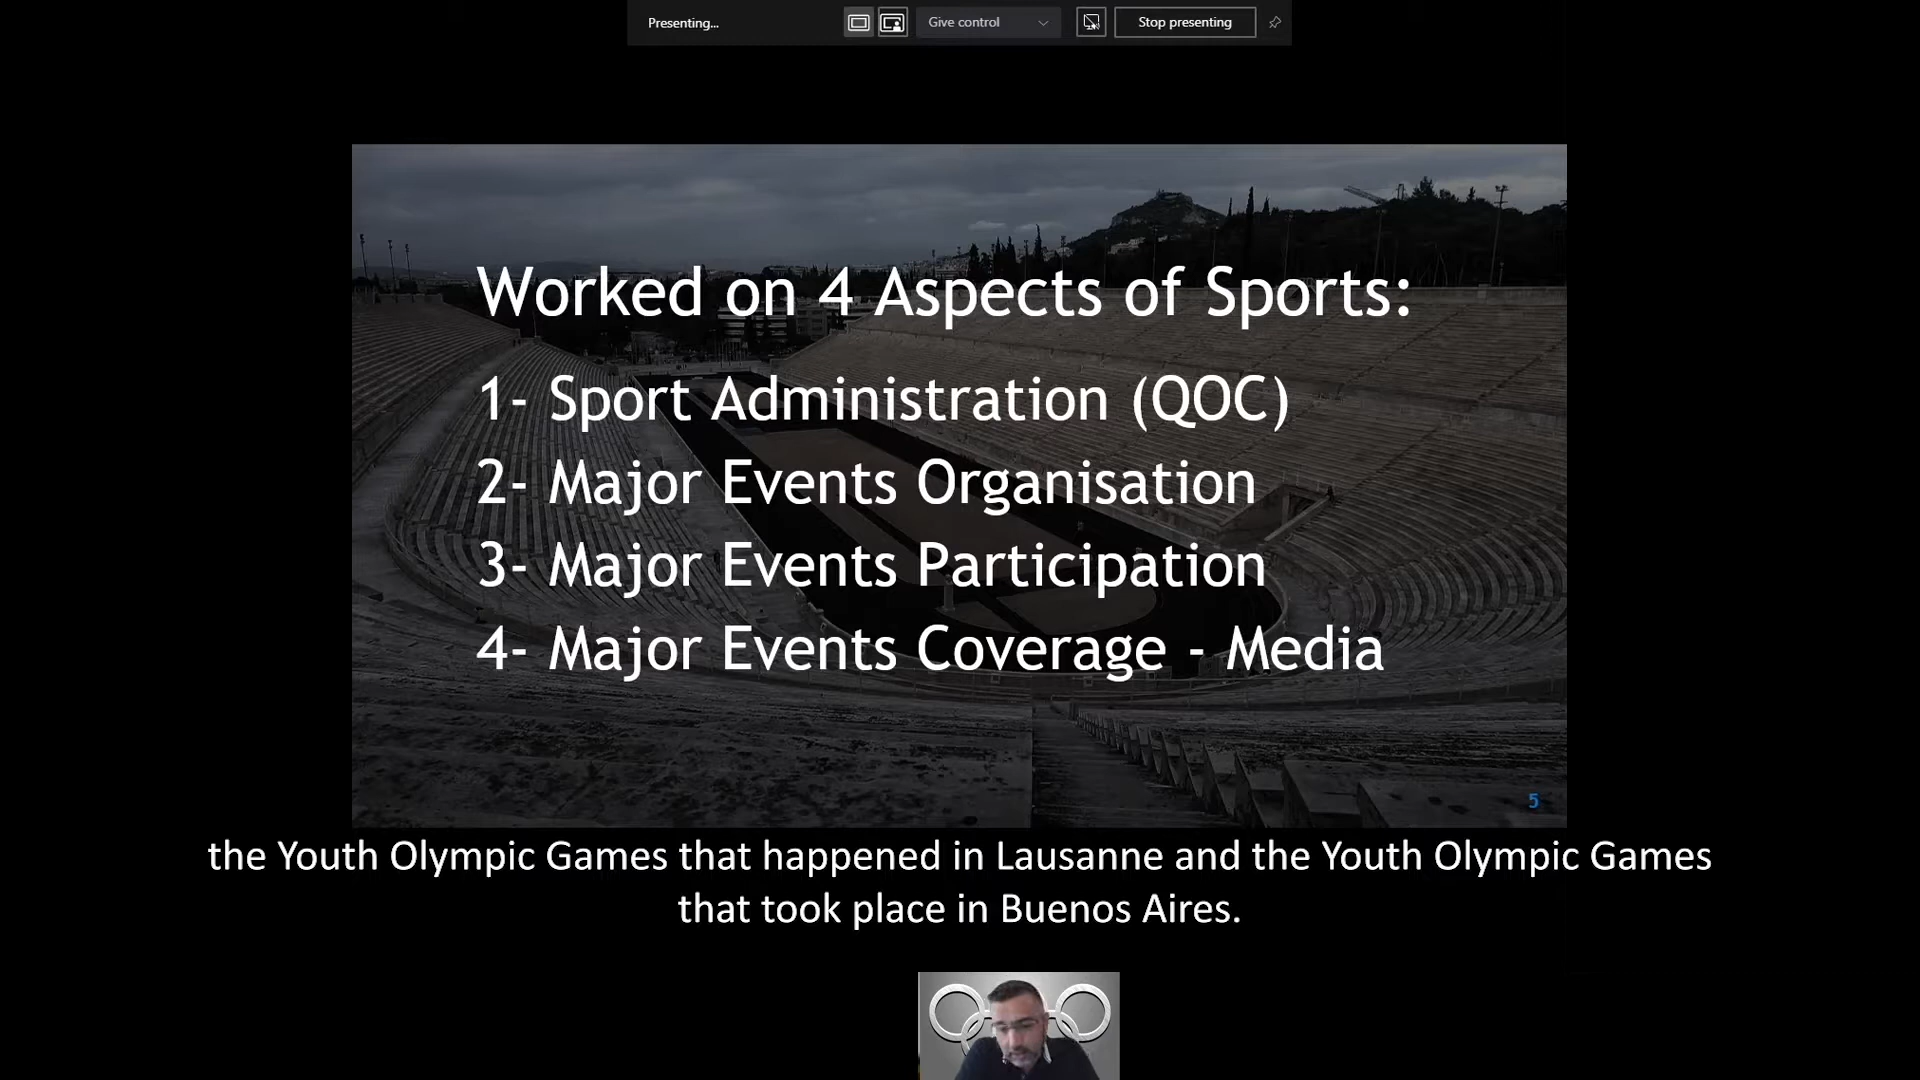 Presenting...
Give control
Stop presenting
Worked on 4 Aspects of Sports:
1- Sport Administration (QOC)
2- Major Events Organisation
3- Major Events Participation
4- Major Events Coverage - Media
5
the Youth Olympic Games that happened in Lausanne and the Youth Olympic Games
that took place in Buenos Aires.